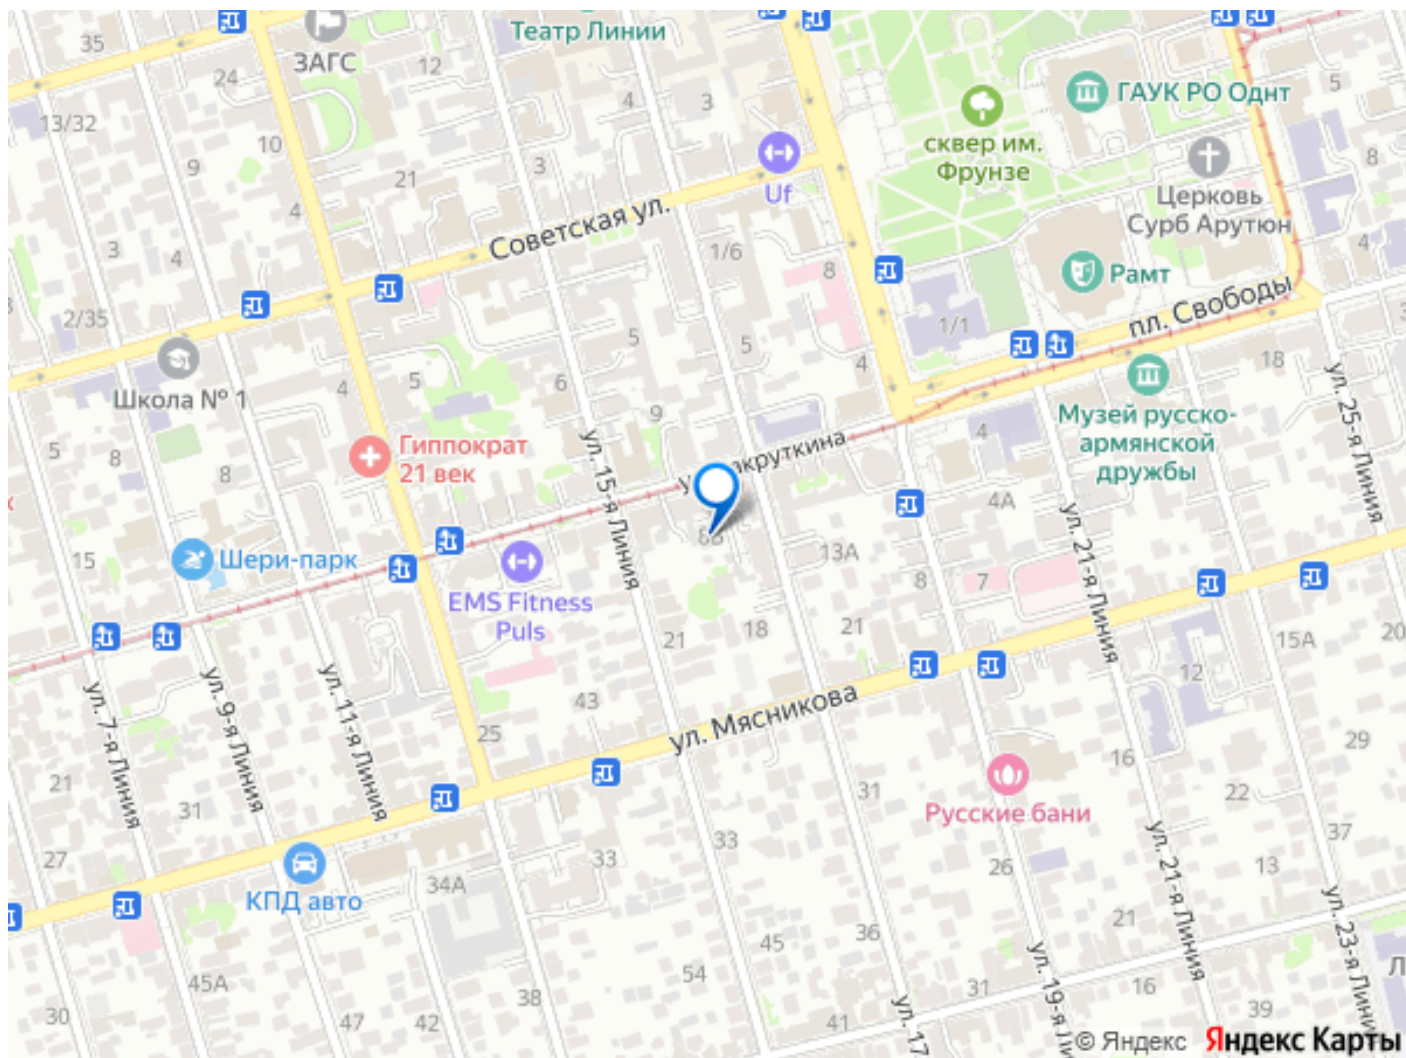 35
ЗАГС
12
Театр Линии
ГАУК РО Однт
5
24
4
3
13/32
10
сквер им.
Фрунзе
8
9
3
21
Uf
Церковь
Сурб Арутюн
4
Советская ул.
3
4
1/6
8
4
Рамт
2/35
1/1
пл. Свободы
5
5
4
18
Школа № 1
4
5
6
9
Музей русско-
армянской
дружбы
ул. 25-я Линия
4
5
8
8
Гиппократ
21 век
ул. 15-я Линия
4А
15
Шери-парк
13А
ул. 21-я Линия
EMS Fitness
Puls
8
7
21
18
21
15А
20
ул. 7-я Линия
ул. 9-я Линия
ул. 11-я Линия
43
12
25
ул. Мясникова
29
16
21
31
31
22
Русские бани
33
37
27
33
26
13
ул. 21-я Линия
КПД авто
34А
21
36
45
ул. 23-я Лини
45А
54
38
31
16
39
ул. 19-я
ул. 17
30
47
42
41
© Яндекс
Яндекс Карты